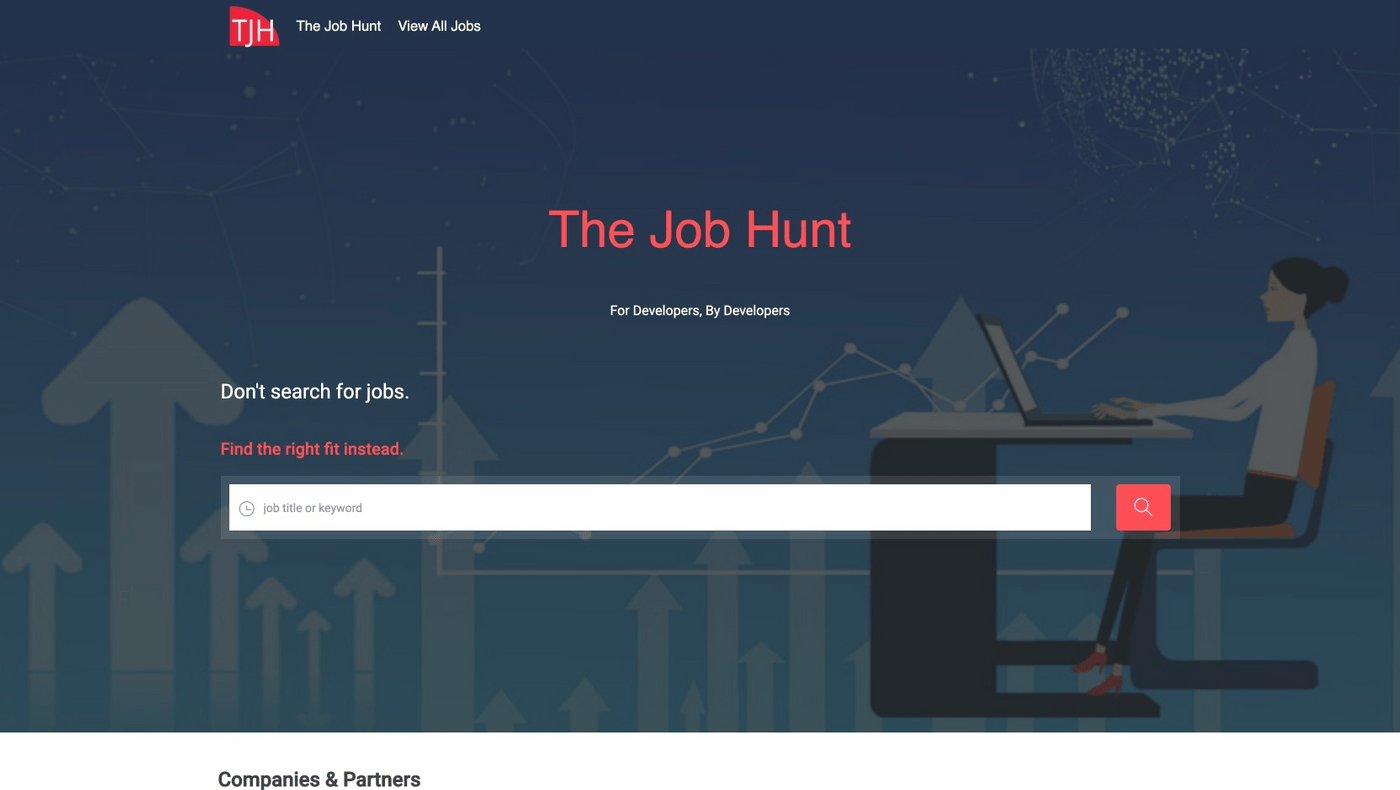 TJH
The Job Hunt
View All Jobs
The Job Hunt
For Developers, By Developers
Don't search for jobs.
Find the right fit instead.
job title or keyword
Companies & Partners